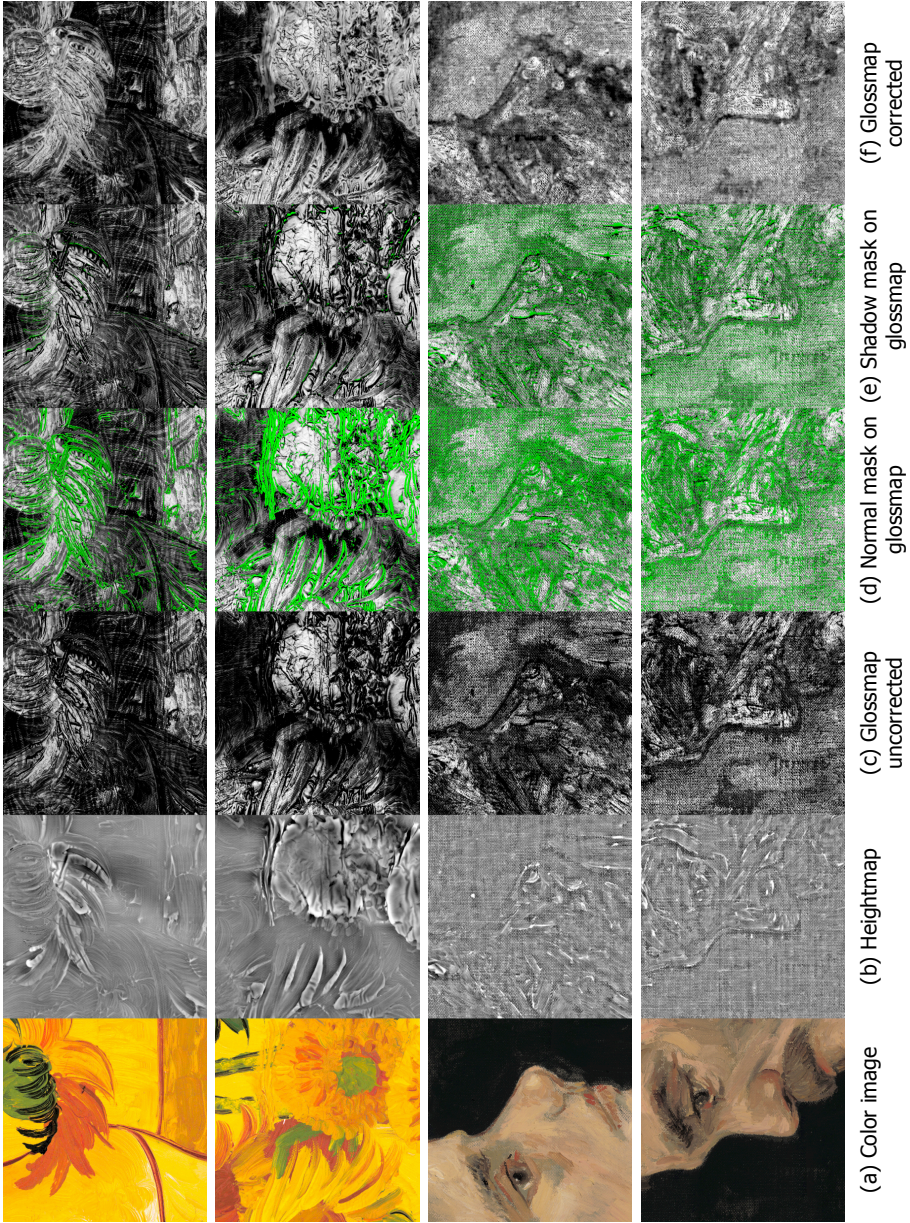 (a) Color image
(b) Heightmap
(c) Glossmap
uncorrected
(d) Normal mask on
glossmap
(e) Shadow mask on
glossmap
(f) Glossmap
corrected